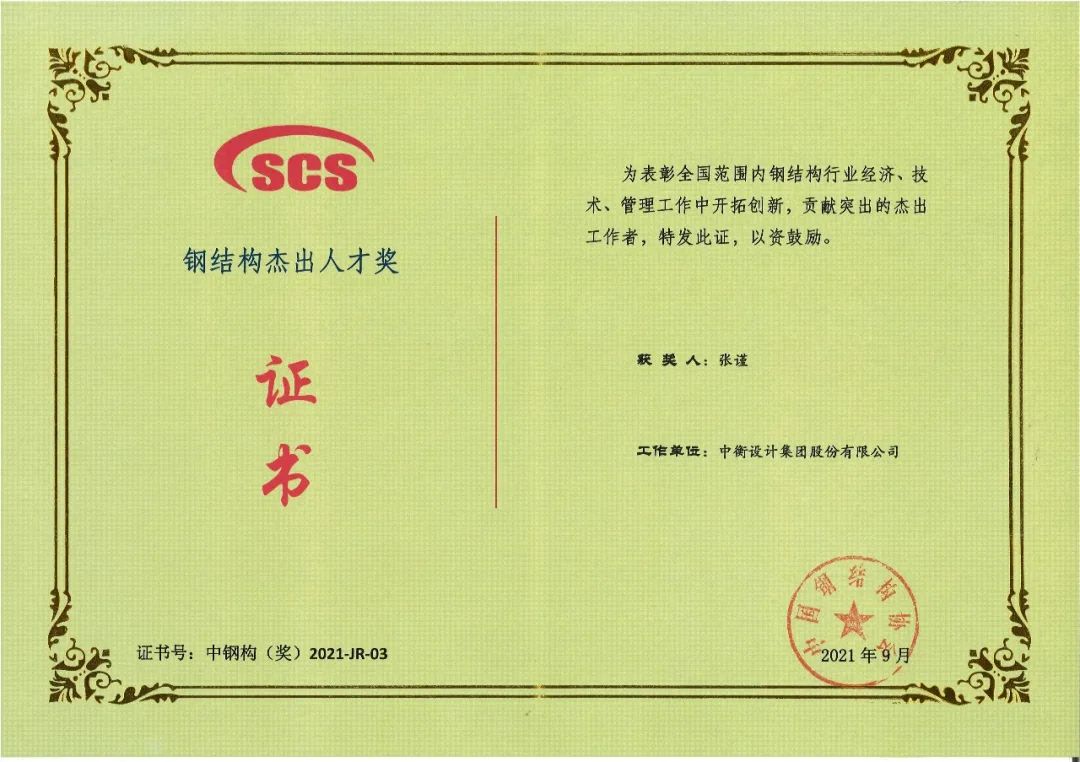 CSCS
钢结构杰出人才奖
证
书
证书号：中钢构（奖）2021-JR-03
为表彰全国范围内钢结构行业经济、技
术、管理工作中开拓创新，贡献突出的杰出
工作者，特发此证，以资鼓励。
获奖人：张谨
工作单位：中衡设计集团股份有限公司
中国钢结构协会
2021年9月